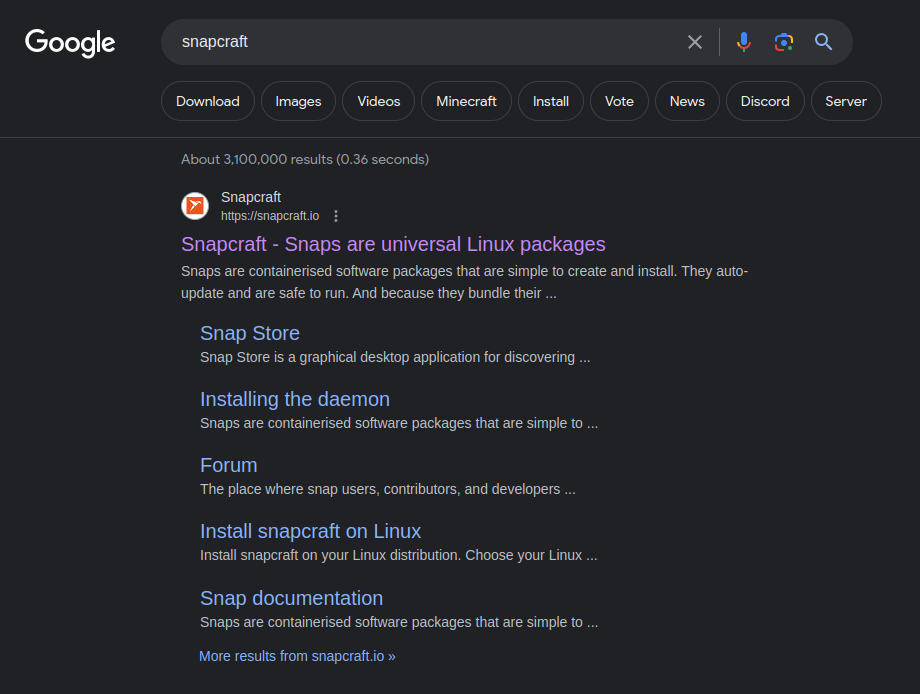 Google
snapcraft
Download Images Videos Minecraft Install Vote News Discord Server
About 3,100,000 results (0.36 seconds)
Snapcraft
https://snapcraft.io
Snapcraft - Snaps are universal Linux packages
Snaps are containerised software packages that are simple to create and install. They auto-
update and are safe to run. And because they bundle their ...
Snap Store
Snap Store is a graphical desktop application for discovering ...
Installing the daemon
Snaps are containerised software packages that are simple to ...
Forum
The place where snap users, contributors, and developers ...
Install snapcraft on Linux
Install snapcraft on your Linux distribution. Choose your Linux ...
Snap documentation
Snaps are containerised software packages that are simple to ...
More results from snapcraft.io »